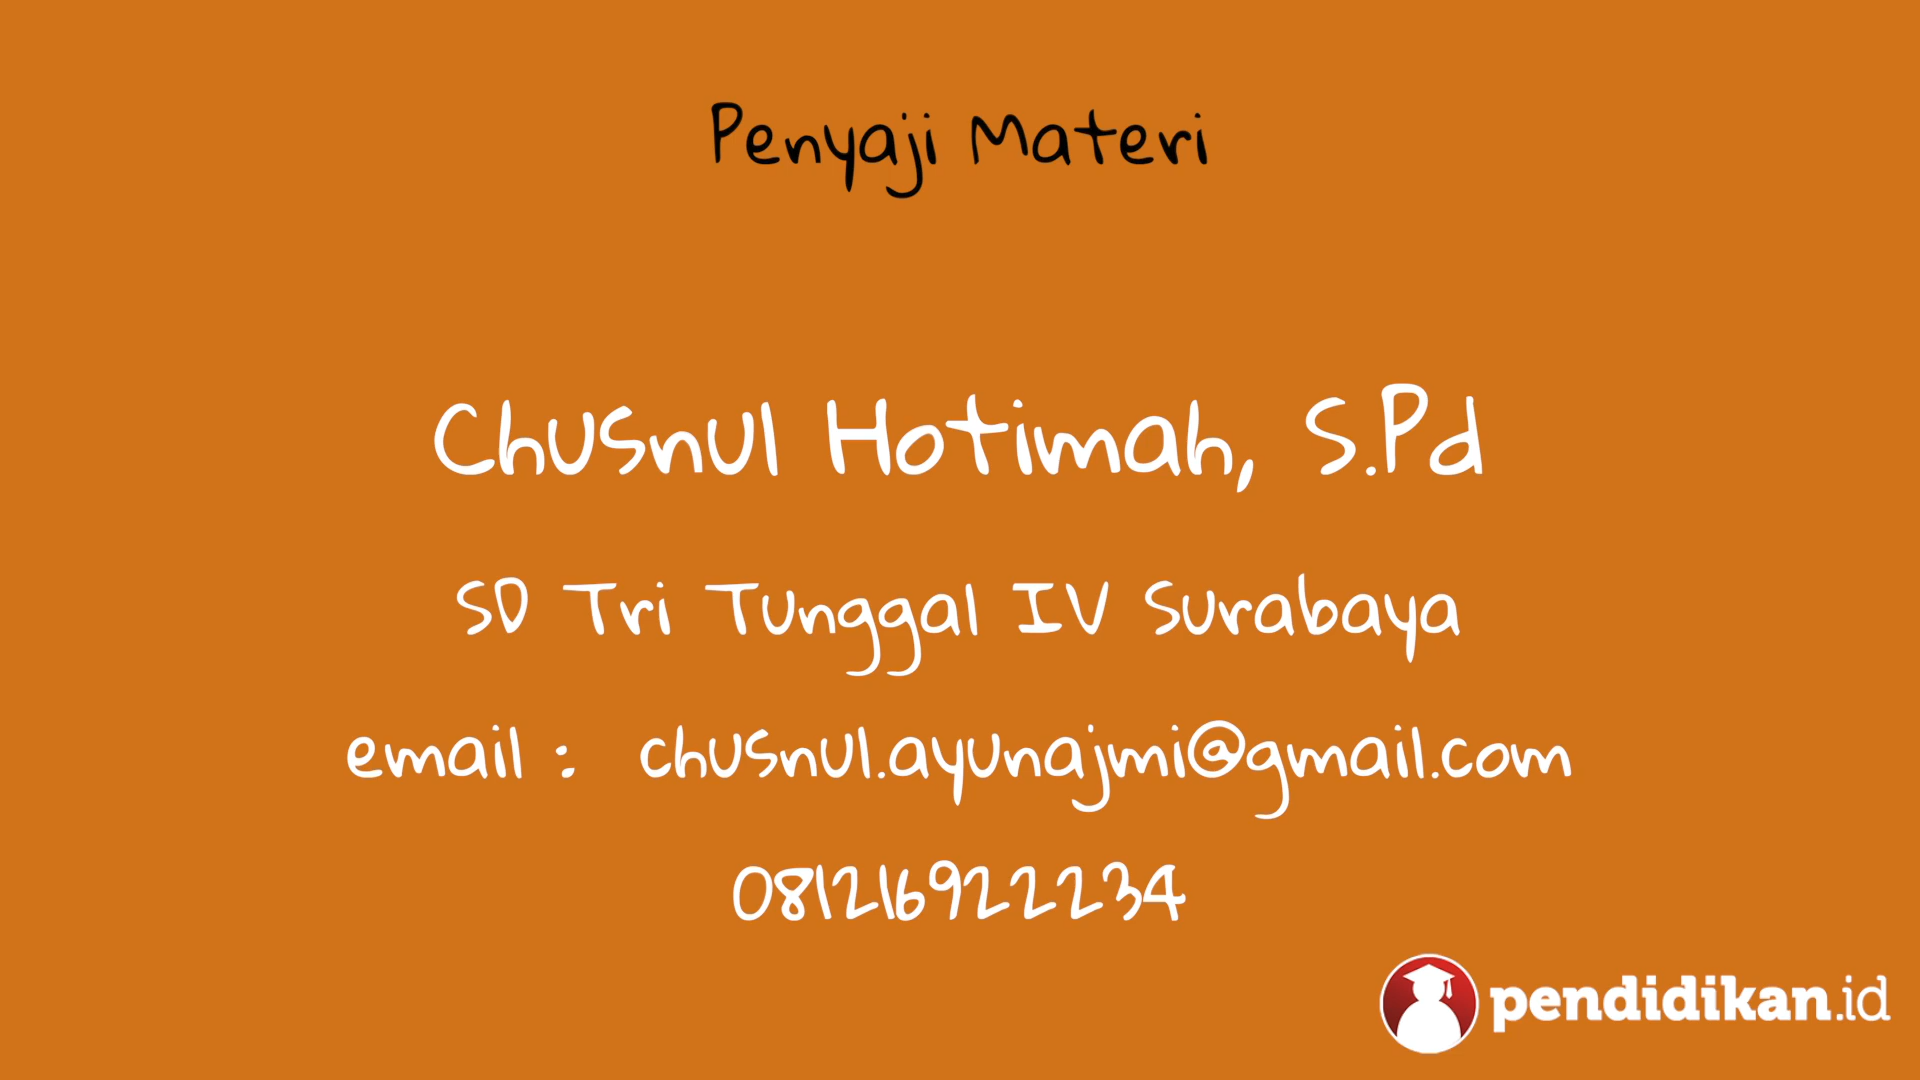 Penyaji Materi
Chusnul Hotimah, S.Pd
SD Tri Tunggal IV Surabaya
email : chusnul.ayunajmi@gmail.com
081216922234
pendidikan.id